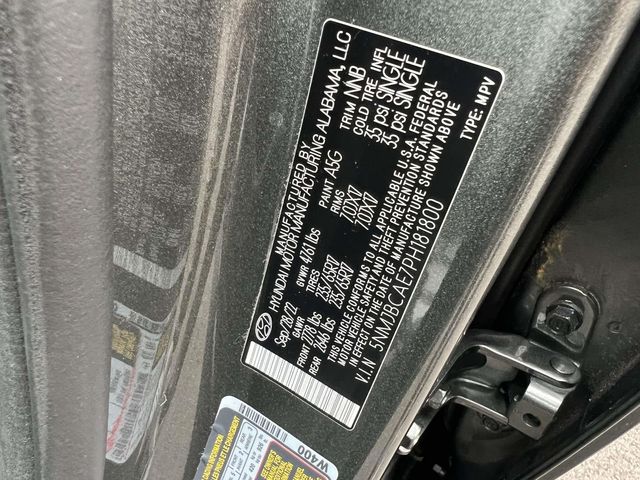 MANUFACTURED BY
HYUNDAI MOTOR MANUFACTURING ALABAMA, LLC
Sep/28/22 GVWR 4761 lbs PAINT A5G TRIM NNB
GAWR TIRES RIMS COLD TIRE INFL
FRONT 2778 lbs 235/65R17 7.0JX17 35 psi SINGLE
REAR 2646 lbs 235/65R17 7.0JX17 35 psi SINGLE
THIS VEHICLE CONFORMS TO ALL APPLICABLE U.S.A. FEDERAL
MOTOR VEHICLE SAFETY AND THEFT PREVENTION STANDARDS
IN EFFECT ON THE DATE OF MANUFACTURE SHOWN ABOVE
V.I.N 5NMJBCAE7PH181800 TYPE: MPV
W400